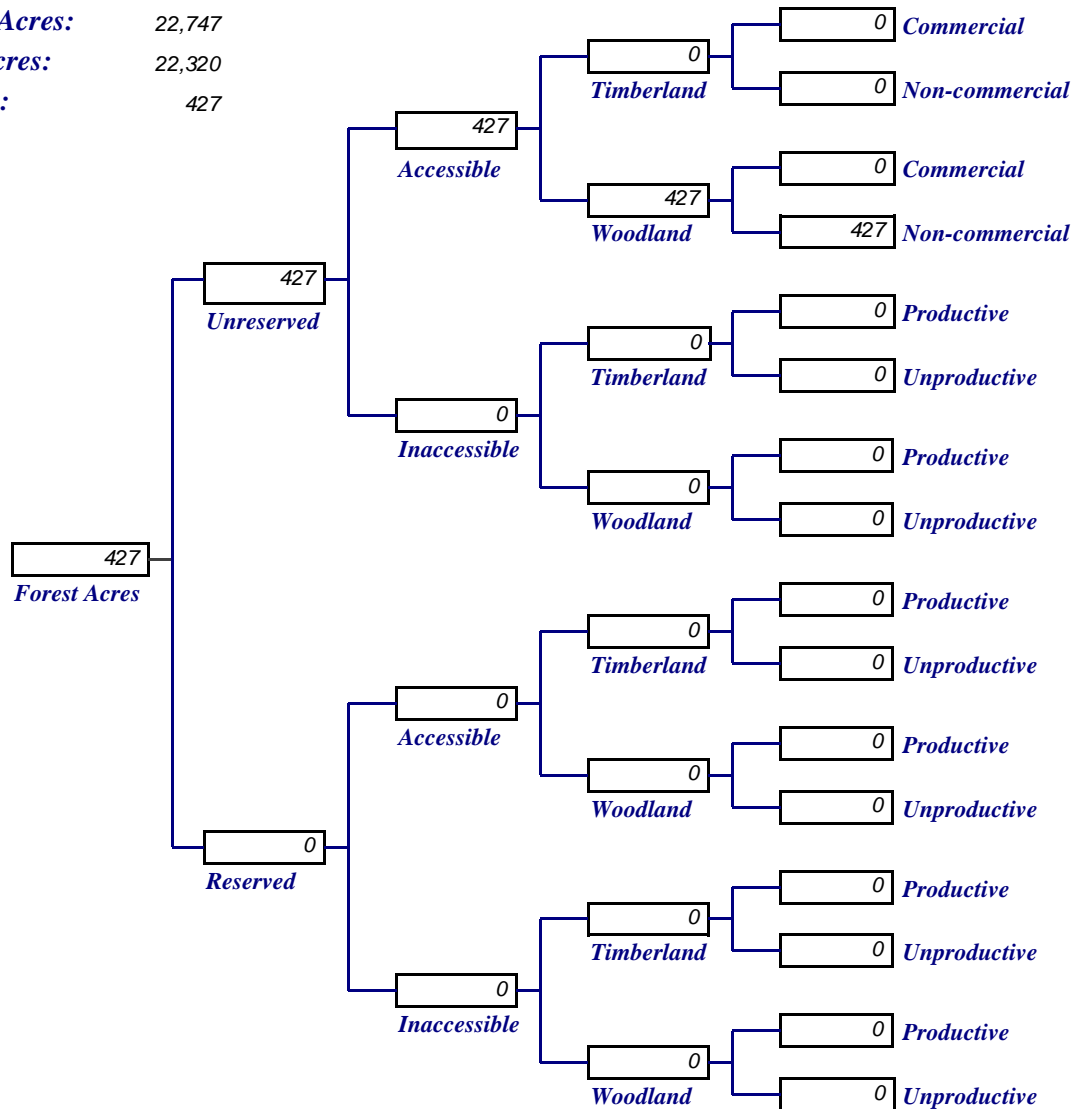 Acres: 22,747
cres: 22,320
: 427
0 Commercial
0
Timberland
0 Non-commercial
427
Accessible
0 Commercial
427
Woodland
427 Non-commercial
427
Unreserved
0 Productive
0
Timberland
0 Unproductive
0
Inaccessible
0 Productive
0
Woodland
0 Unproductive
427
Forest Acres
0 Productive
0
Timberland
0 Unproductive
0
Accessible
0 Productive
0
Woodland
0 Unproductive
0
Reserved
0 Productive
0
Timberland
0 Unproductive
0
Inaccessible
0 Productive
0
Woodland
0 Unproductive